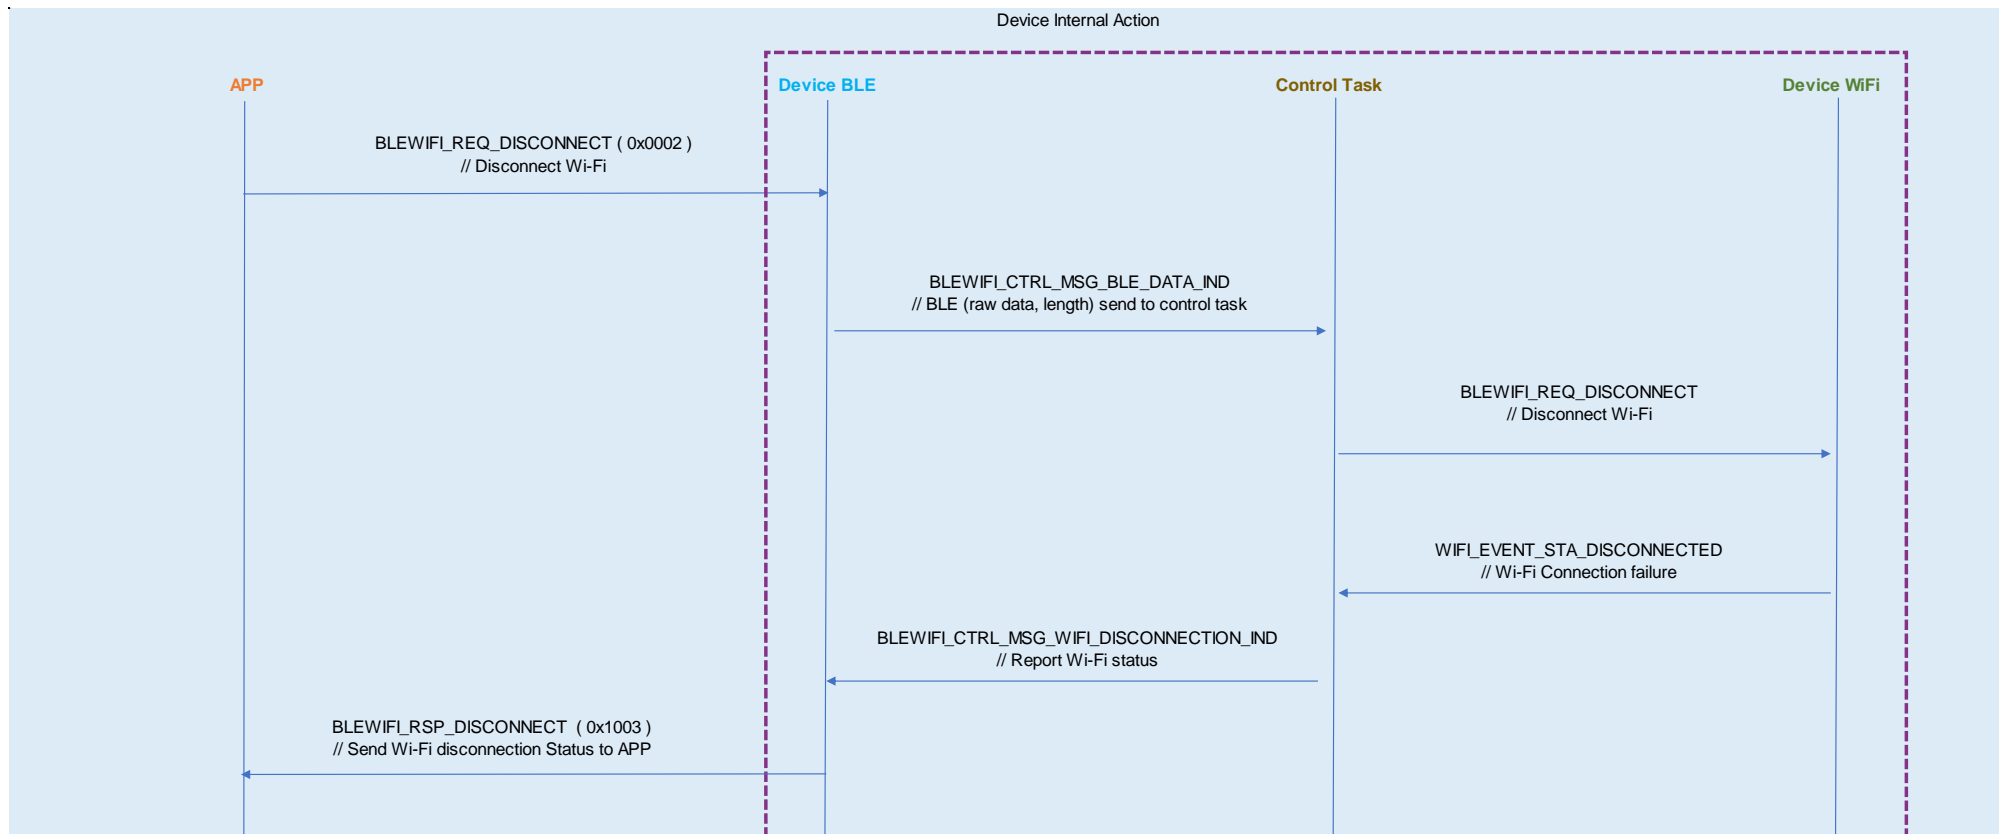 Device Internal Action
APP
Device BLE
Control Task
Device WiFi
BLEWIFI_REQ_DISCONNECT ( 0x0002 )
// Disconnect Wi-Fi
BLEWIFI_CTRL_MSG_BLE_DATA_IND
// BLE (raw data, length) send to control task
BLEWIFI_REQ_DISCONNECT
// Disconnect Wi-Fi
WIFI_EVENT_STA_DISCONNECTED
// Wi-Fi Connection failure
BLEWIFI_CTRL_MSG_WIFI_DISCONNECTION_IND
// Report Wi-Fi status
BLEWIFI_RSP_DISCONNECT ( 0x1003 )
// Send Wi-Fi disconnection Status to APP